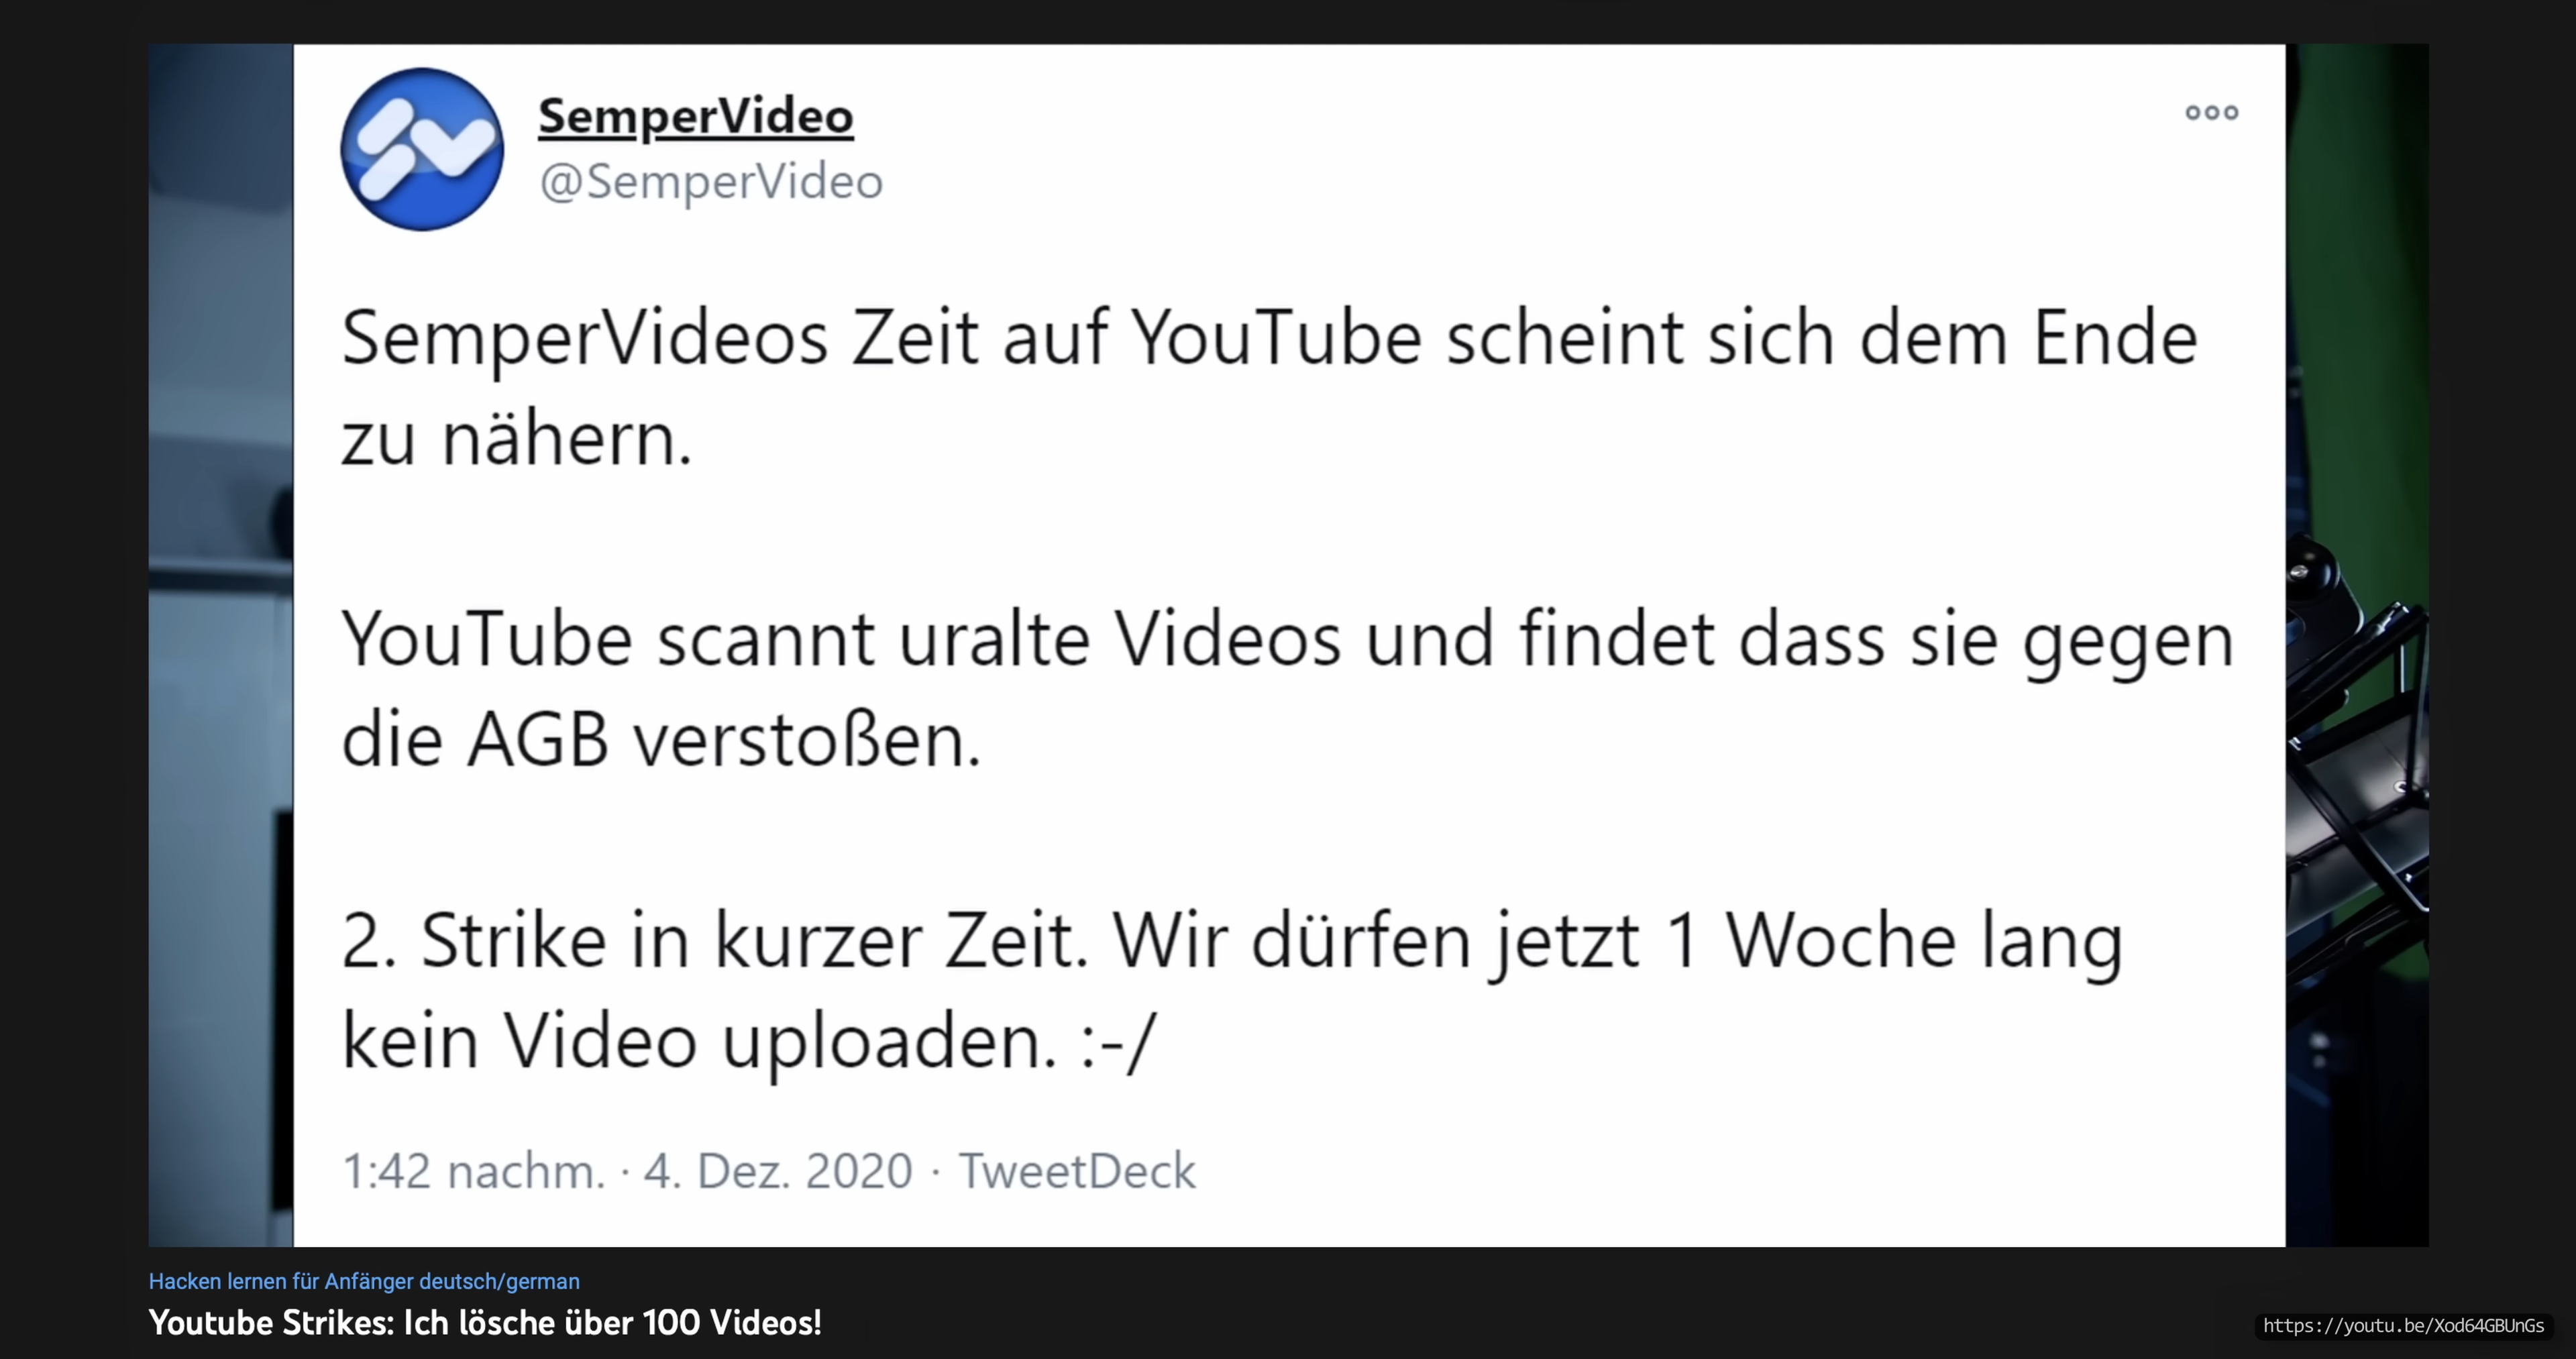 SemperVideo
@SemperVideo
SemperVideos Zeit auf YouTube scheint sich dem Ende
zu nähern.
YouTube scannt uralte Videos und findet dass sie gegen
die AGB verstoßen.
2. Strike in kurzer Zeit. Wir dürfen jetzt 1 Woche lang
kein Video uploaden. :-/
1:42 nachm. · 4. Dez. 2020 · TweetDeck
Hacken lernen für Anfänger deutsch/german
Youtube Strikes: Ich lösche über 100 Videos!
https://youtu.be/Xod64GBUnGs